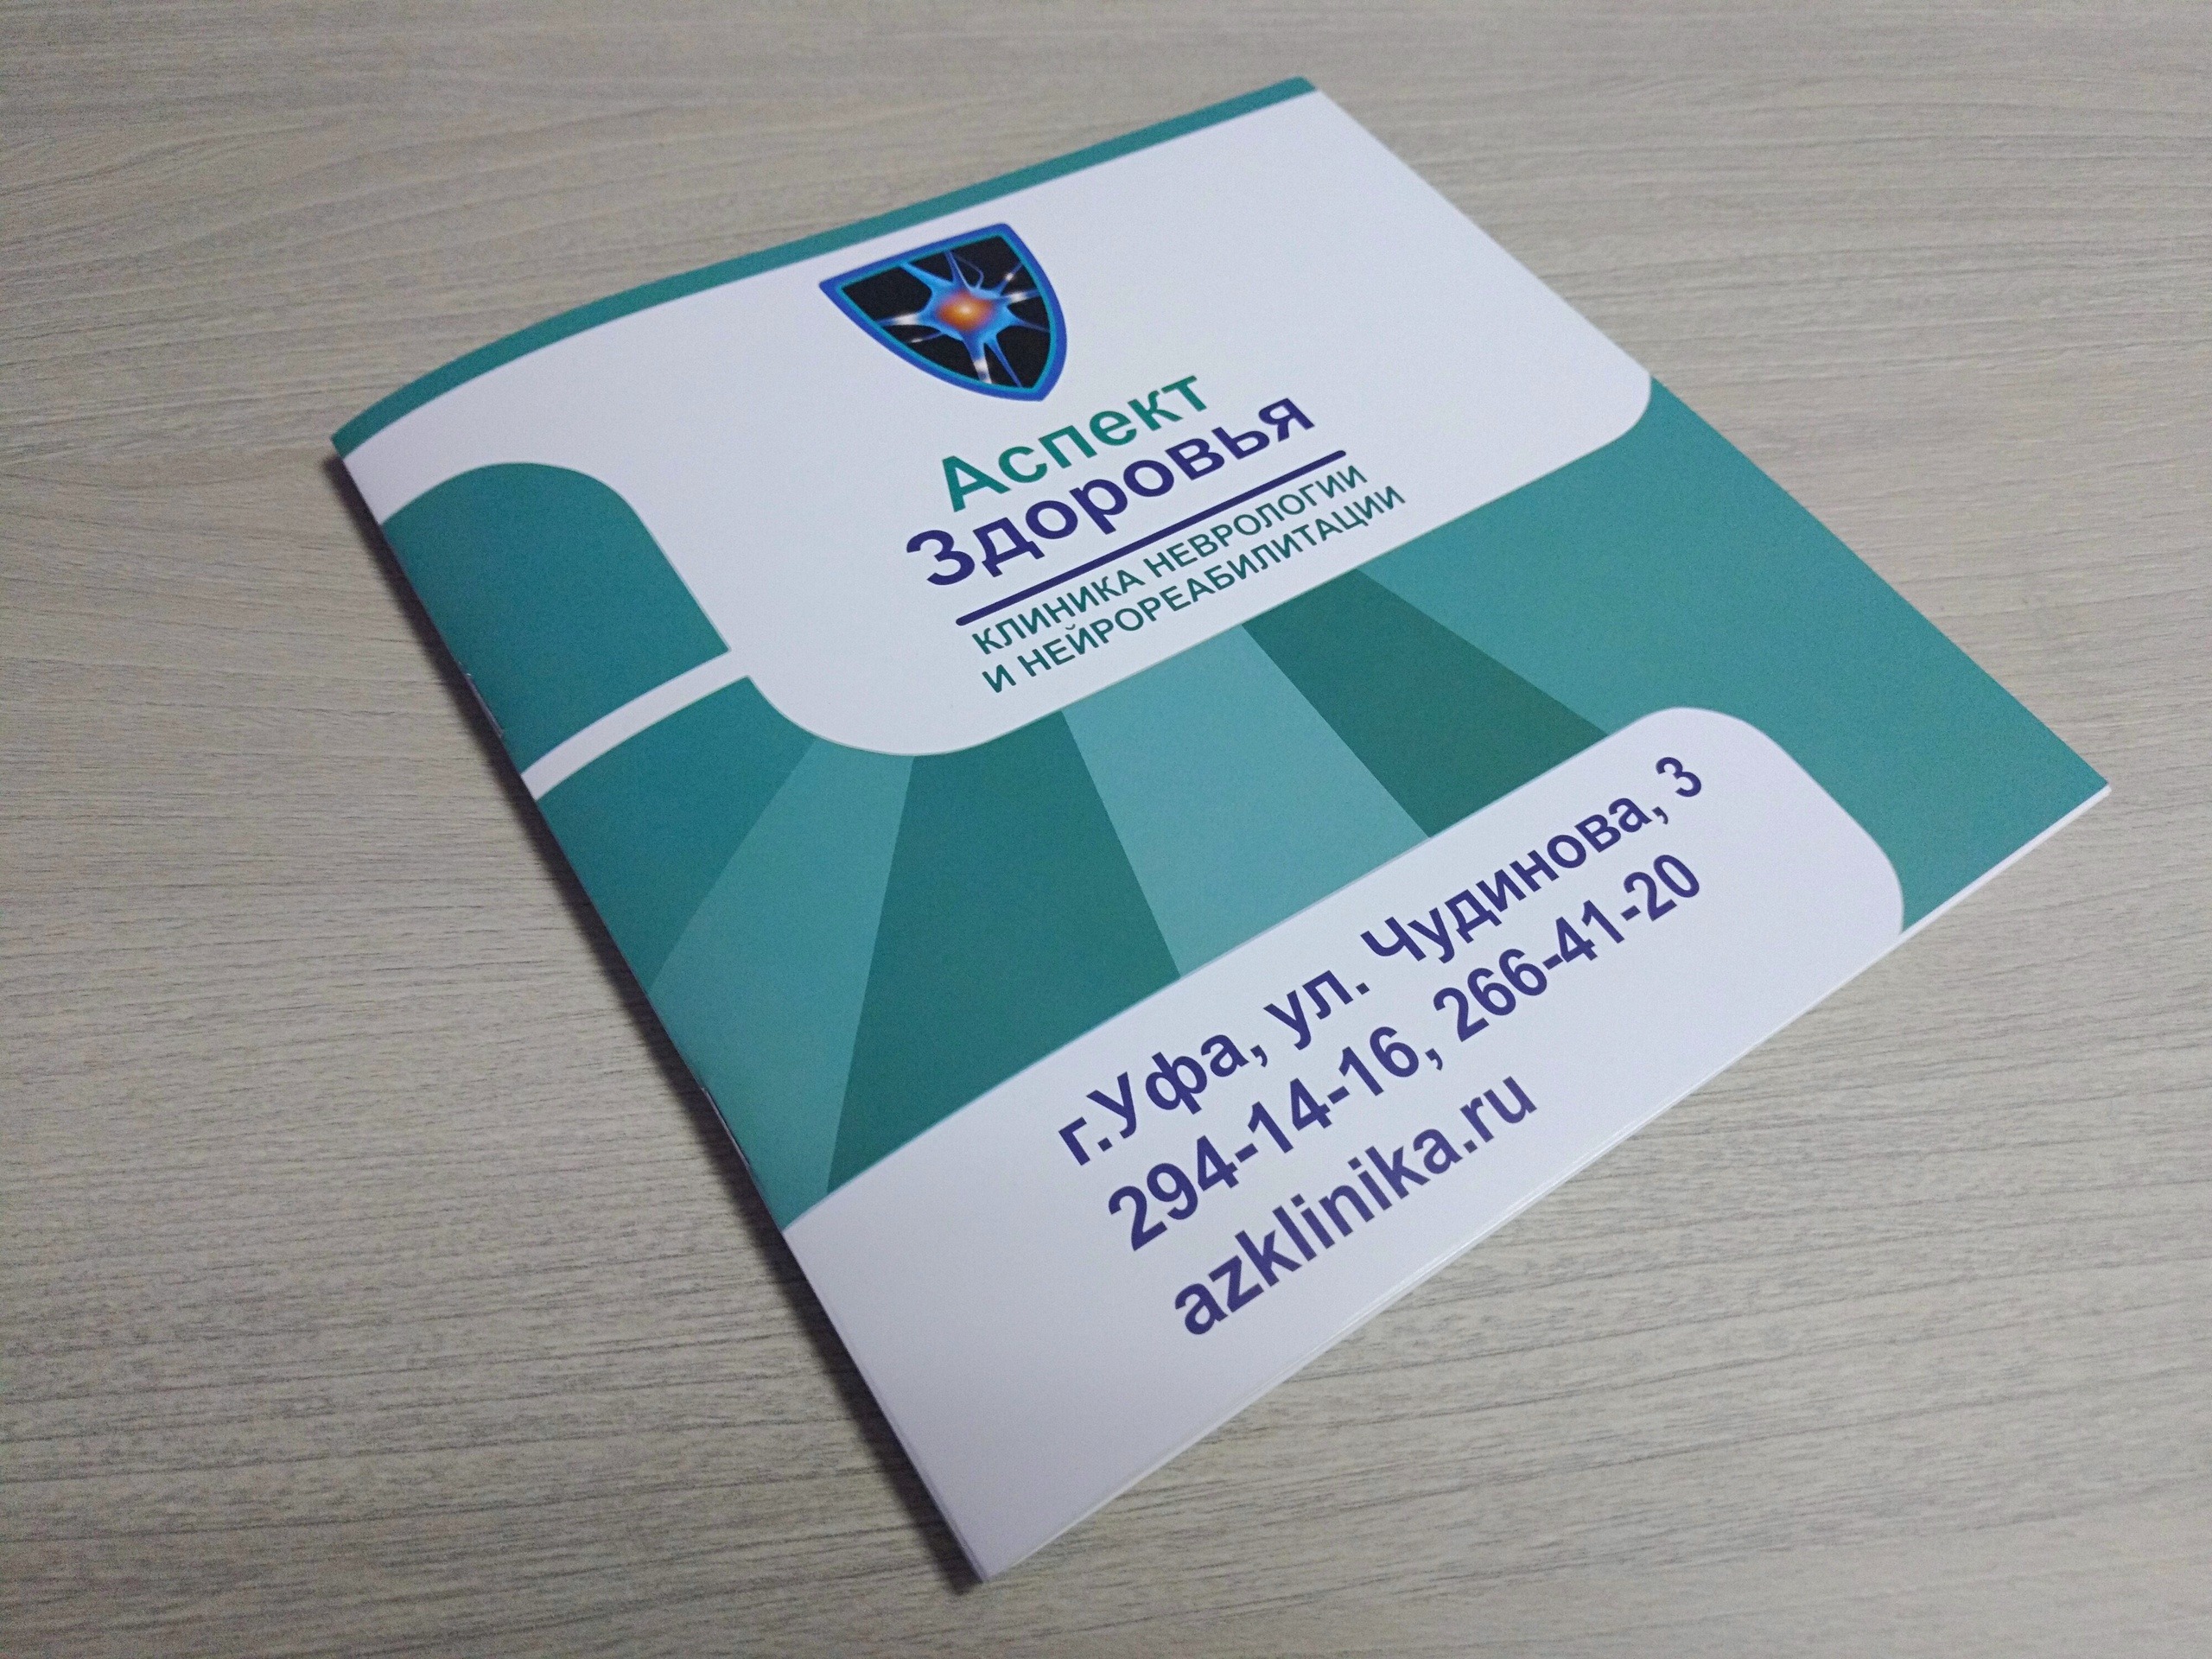 Аспект
Здоровья
КЛИНИКА НЕВРОЛОГИИ
И НЕЙРОРЕАБИЛИТАЦИИ
г.Уфа, ул. Чудинова, 3
294-14-16, 266-41-20
azklinika.ru